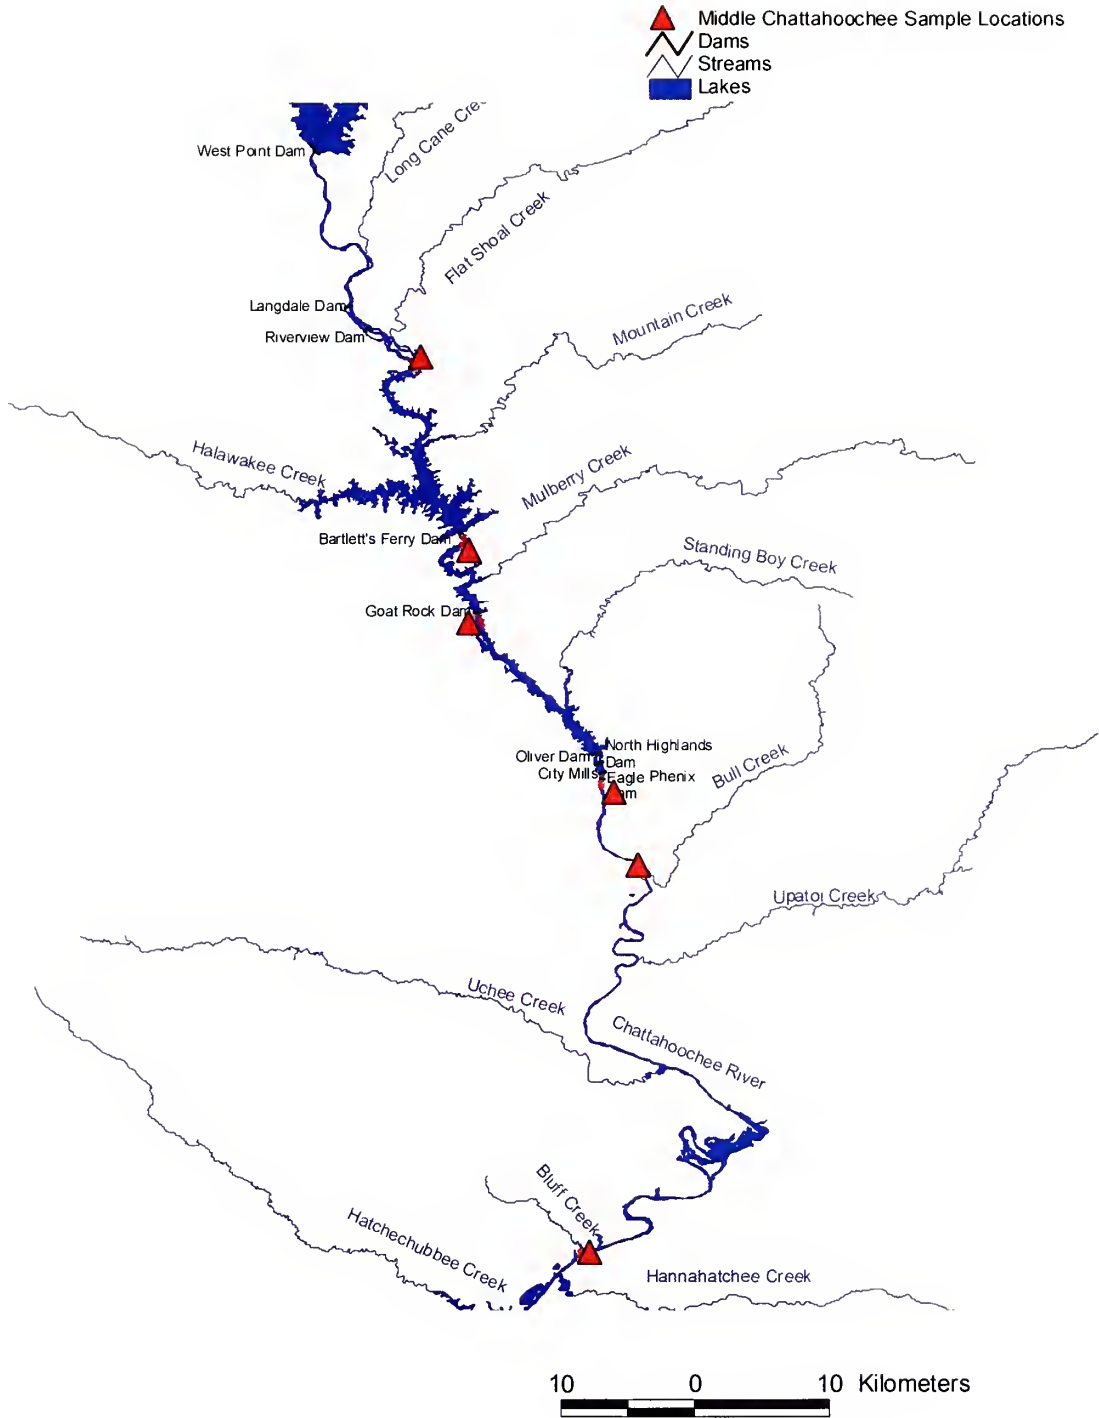 Middle Chattahoochee Sample Locations
Dams
Streams
Lakes
Long Cane Cree
West Point Dam
Flat Shoal Creek
Langdale Dam
Riverview Dam
Mountain Creek
Halawakee Creek
Mulberry Creek
Bartlett's Ferry Dam
Standing Boy Creek
Goat Rock Dam
North Highlands
Oliver Dam
Dam
City Mills
Eagle Phenix
Bull Creek
Upatoi Creek
Uchee Creek
Chattahoochee River
Bluff Creek
Hatchechubbee Creek
Hannahatchee Creek
10 0 10 Kilometers